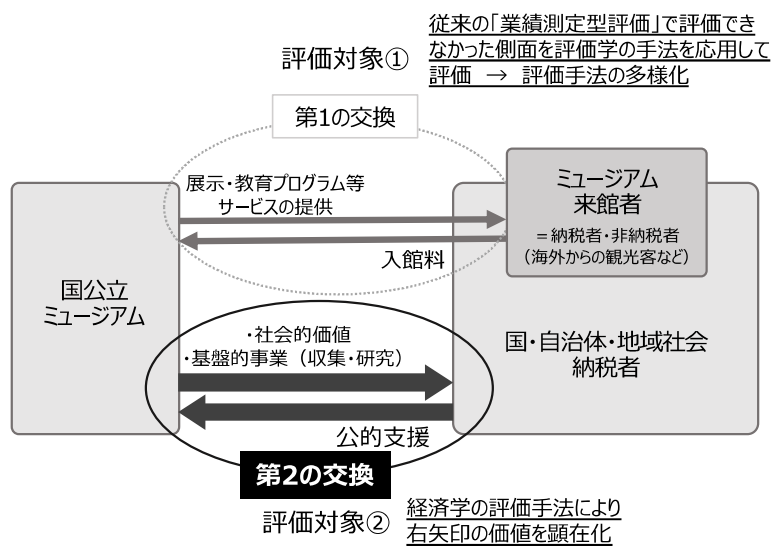 従来の「業績測定型評価」で評価でき
なかった側面を評価学の手法を応用して
評価 → 評価手法の多様化
評価対象①
第1の交換
展示・教育プログラム等
サービスの提供
入館料
ミュージアム
来館者
＝納税者・非納税者
（海外からの観光客など）
国公立
ミュージアム
・社会的価値
・基盤的事業（収集・研究）
国・自治体・地域社会
納税者
公的支援
第2の交換
評価対象②
経済学の評価手法により
右矢印の価値を顕在化